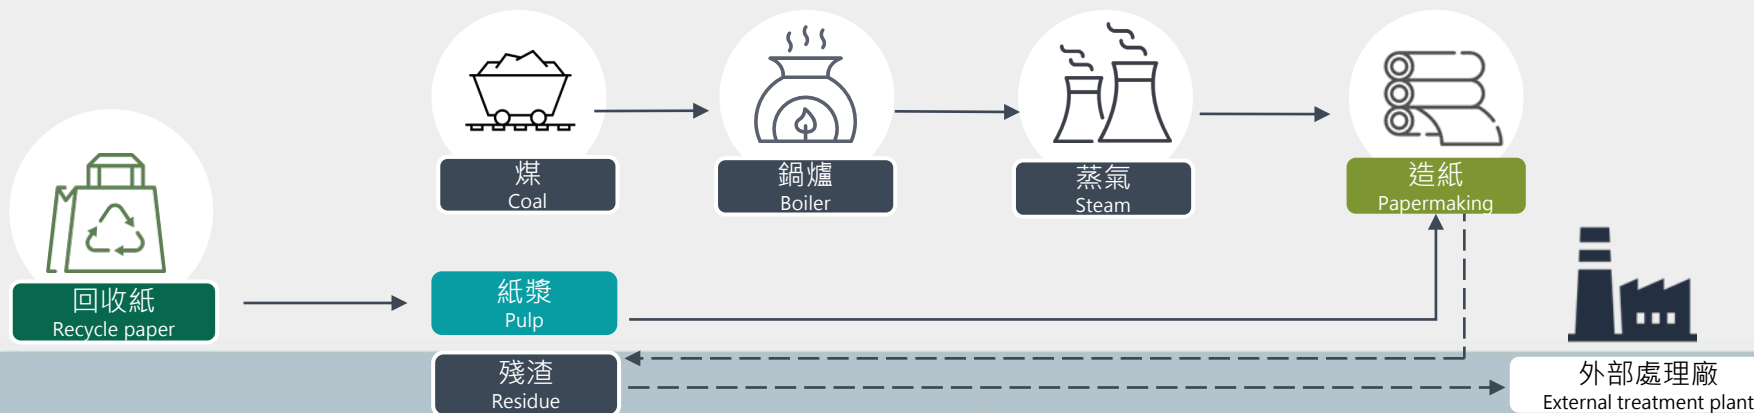 煤
Coal
鍋爐
Boiler
蒸氣
Steam
造紙
Papermaking
回收紙
Recycle paper
紙漿
Pulp
殘渣
Residue
外部處理廠
External treatment plant